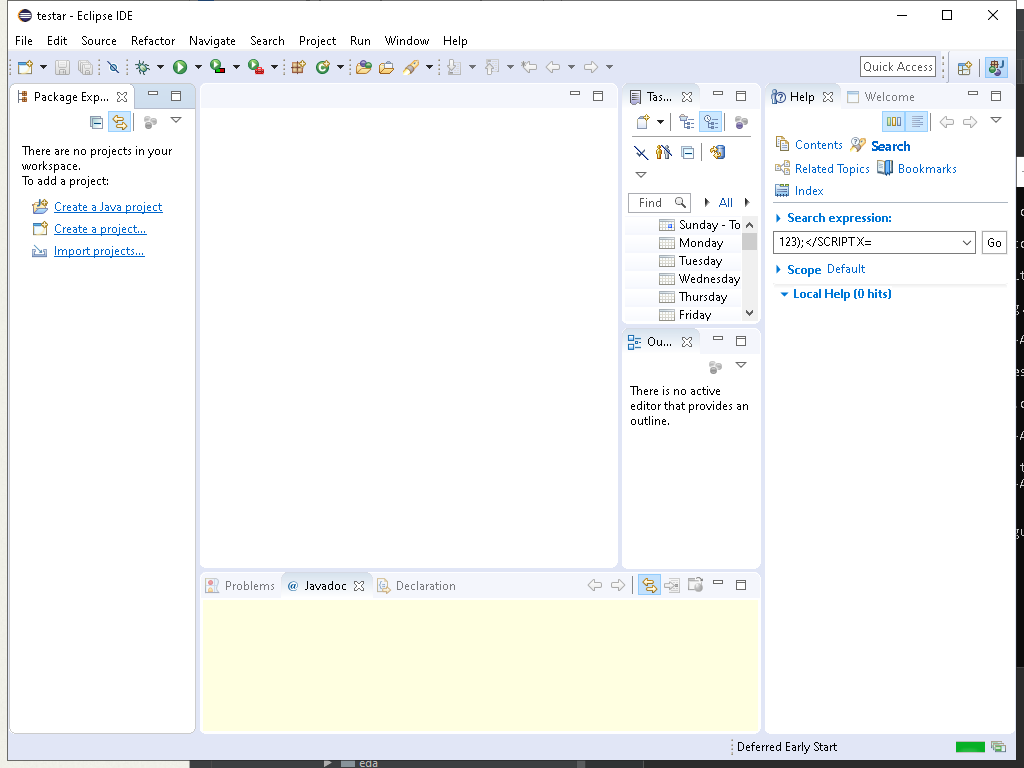 testar - Eclipse IDE
File Edit Source Refactor Navigate Search Project Run Window Help
Quick Access
Package Exp...
There are no projects in your
workspace.
To add a project:
Create a Java project
Create a project...
Import projects...
Tas...
Find
All
Sunday - To
Monday
Tuesday
Wednesday
Thursday
Friday
Ou...
There is no active
editor that provides an
outline.
Help Welcome
Contents Search
Related Topics Bookmarks
Index
Search expression:
123);</SCRIPT X=
Go
Scope Default
Local Help (0 hits)
Problems @ Javadoc Declaration
Deferred Early Start
eda